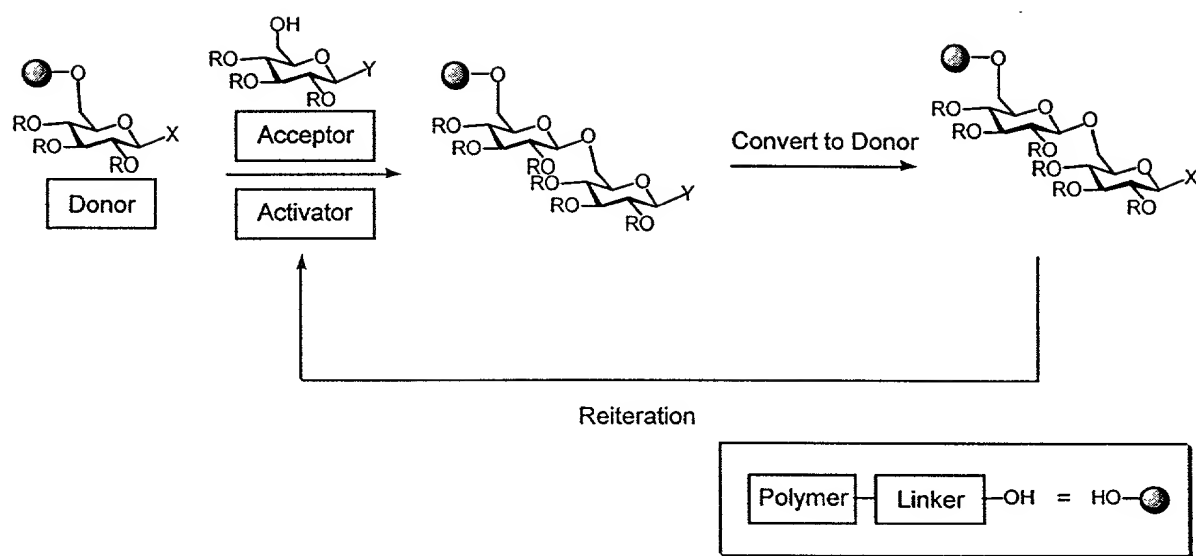 OH
O
RO
RO
Y
RO
Acceptor
Activator
O
O
RO
RO
X
RO
Donor
O
O
RO
RO
O
RO
O
RO
RO
Y
RO
Convert to Donor
O
O
RO
RO
O
RO
O
RO
RO
X
RO
Reiteration
Polymer Linker OH = HO